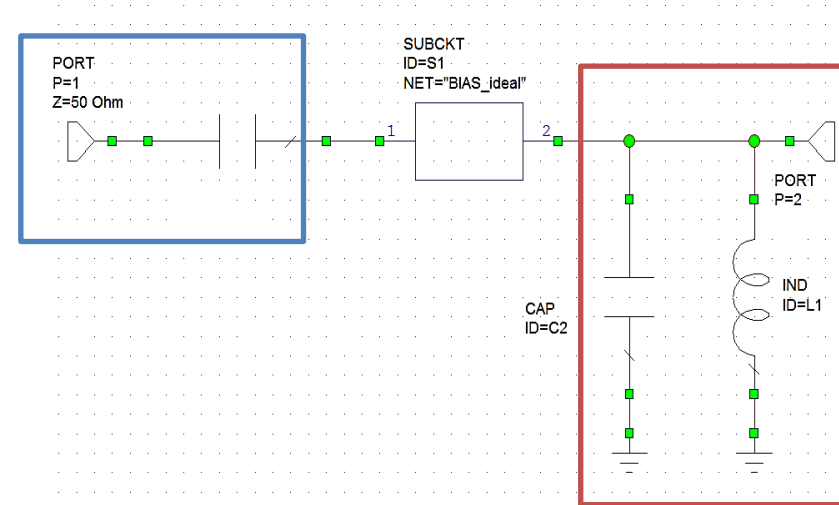 SUBCKT
ID=S1
NET="BIAS_ideal"
PORT
P=1
Z=50 Ohm
1
2
PORT
P=2
CAP
ID=C2
IND
ID=L1